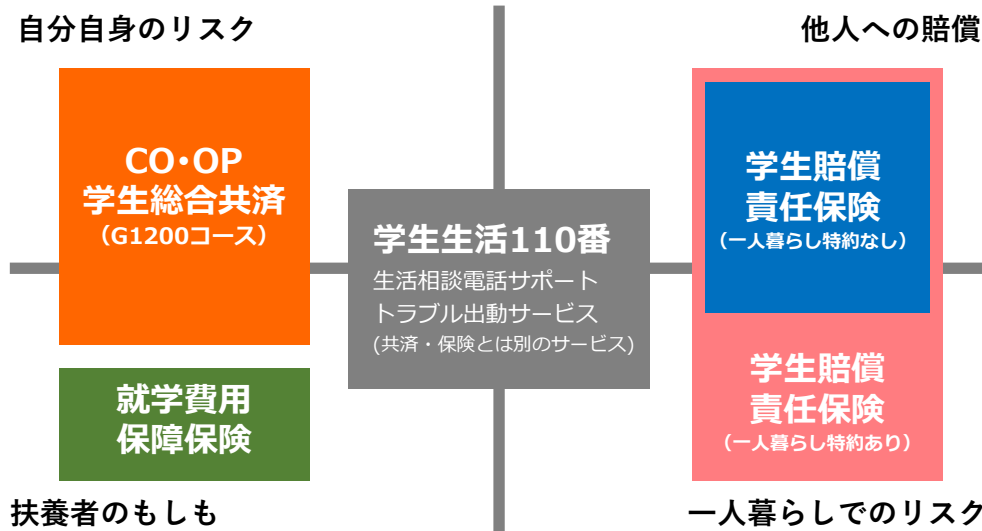 自分自身のリスク
他人への賠償
CO・OP
学生総合共済
（G1200コース）
学生生活110番
生活相談電話サポート
トラブル出動サービス
(共済・保険とは別のサービス)
学生賠償
責任保険
（一人暮らし特約なし）
学生賠償
責任保険
（一人暮らし特約あり）
就学費用
保障保険
扶養者のもしも
一人暮らしでのリスク